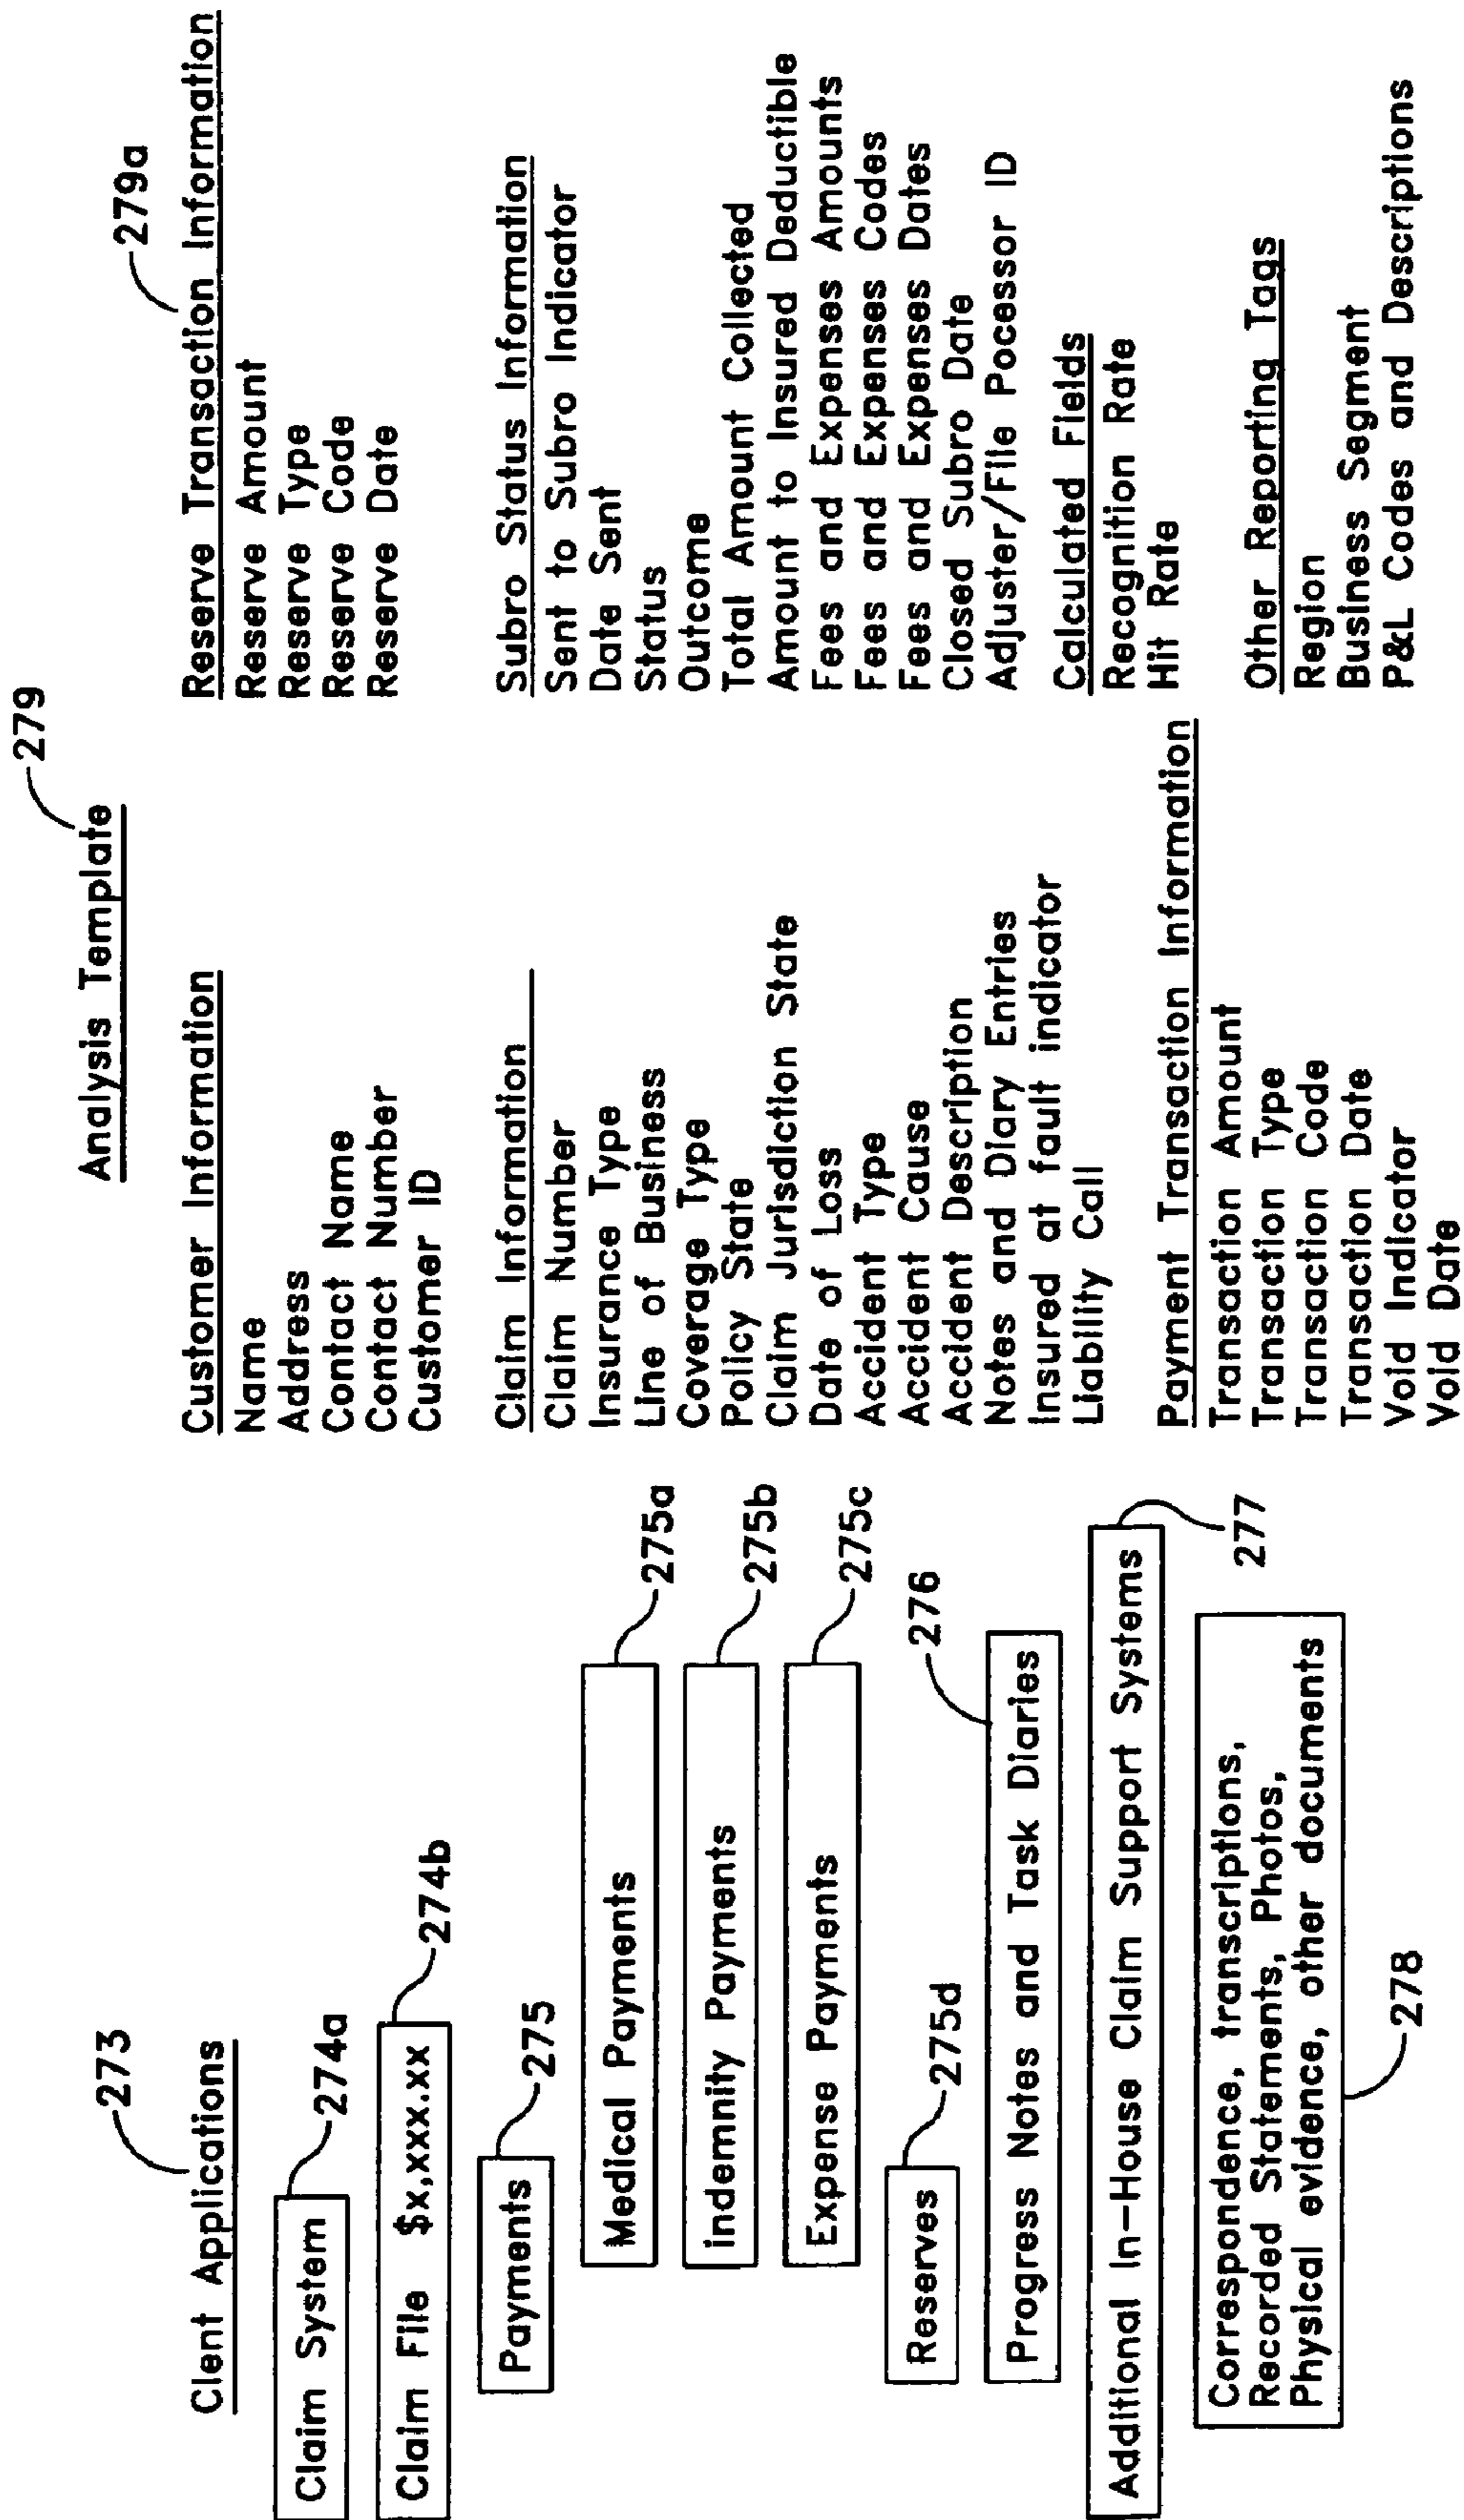 273
Clent Applications
Claim System
274a
Claim File $x,xxx.xx
274b
Payments
275
Medical Payments
275a
indemnity Payments
275b
Expense Payments
275c
Reserves
275d
276
Progress Notes and Task Diaries
Additional In-House Claim Support Systems
277
Correspondence, transcriptions,
Recorded Statements, Photos,
Physical evidence, other documents
278
279
Analysis Template
Customer Information
Name
Address
Contact Name
Contact Number
Customer ID
Claim Information
Claim Number
Insurance Type
Line of Business
Coverage Type
Policy State
Claim Jurisdiction State
Date of Loss
Accident Type
Accident Cause
Accident Description
Notes and Diary Entries
Insured at fault indicator
Liability Call
Payment Transaction Information
Transaction Amount
Transaction Type
Transaction Code
Transaction Date
Void Indicator
Void Date
279a
Reserve Transaction Information
Reserve Amount
Reserve Type
Reserve Code
Reserve Date
Subro Status Information
Sent to Subro Indicator
Date Sent
Status
Outcome
Total Amount Collected
Amount to Insured Deductible
Fees and Expenses Amounts
Fees and Expenses Codes
Fees and Expenses Dates
Closed Subro Date
Adjuster/File Pocessor ID
Calculated Fields
Recognition Rate
Hit Rate
Other Reporting Tags
Region
Business Segment
P&L Codes and Descriptions